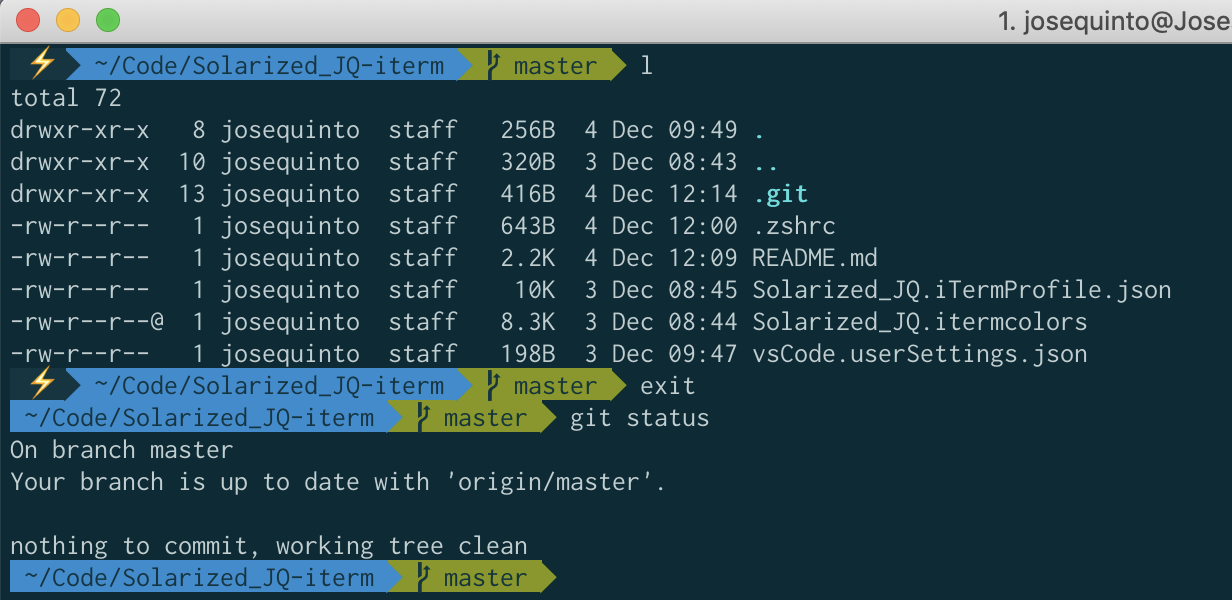 1. josequinto@Jose
⚡ ~/Code/Solarized_JQ-iterm  master l
total 72
drwxr-xr-x   8 josequinto  staff   256B  4 Dec 09:49 .
drwxr-xr-x  10 josequinto  staff   320B  3 Dec 08:43 ..
drwxr-xr-x  13 josequinto  staff   416B  4 Dec 12:14 .git
-rw-r--r--   1 josequinto  staff   643B  4 Dec 12:00 .zshrc
-rw-r--r--   1 josequinto  staff   2.2K  4 Dec 12:09 README.md
-rw-r--r--   1 josequinto  staff    10K  3 Dec 08:45 Solarized_JQ.iTermProfile.json
-rw-r--r--@  1 josequinto  staff   8.3K  3 Dec 08:44 Solarized_JQ.itermcolors
-rw-r--r--   1 josequinto  staff   198B  3 Dec 09:47 vsCode.userSettings.json
⚡ ~/Code/Solarized_JQ-iterm  master exit
~/Code/Solarized_JQ-iterm  master git status
On branch master
Your branch is up to date with 'origin/master'.
nothing to commit, working tree clean
~/Code/Solarized_JQ-iterm  master